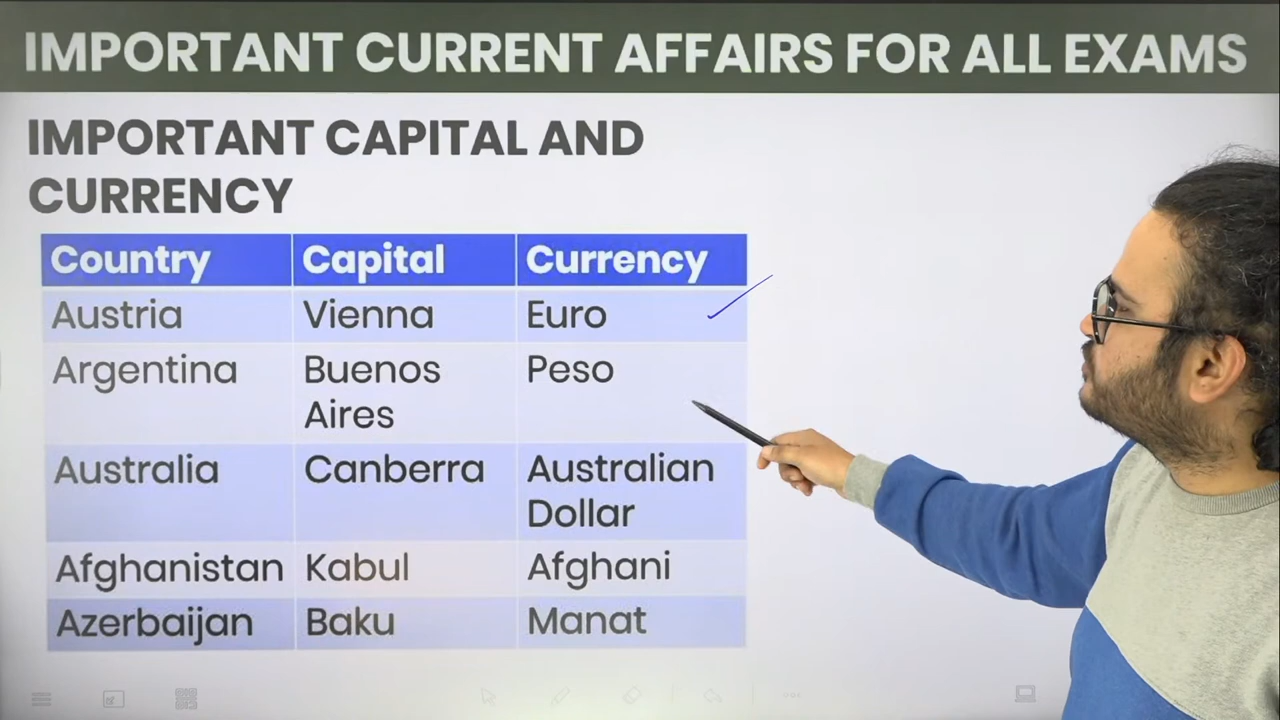 IMPORTANT CURRENT AFFAIRS FOR ALL EXAMS
IMPORTANT CAPITAL AND
CURRENCY
Country Capital Currency
Austria Vienna Euro
Argentina Buenos Peso
Aires
Australia Canberra Australian
Dollar
Afghanistan Kabul Afghani
Azerbaijan Baku Manat